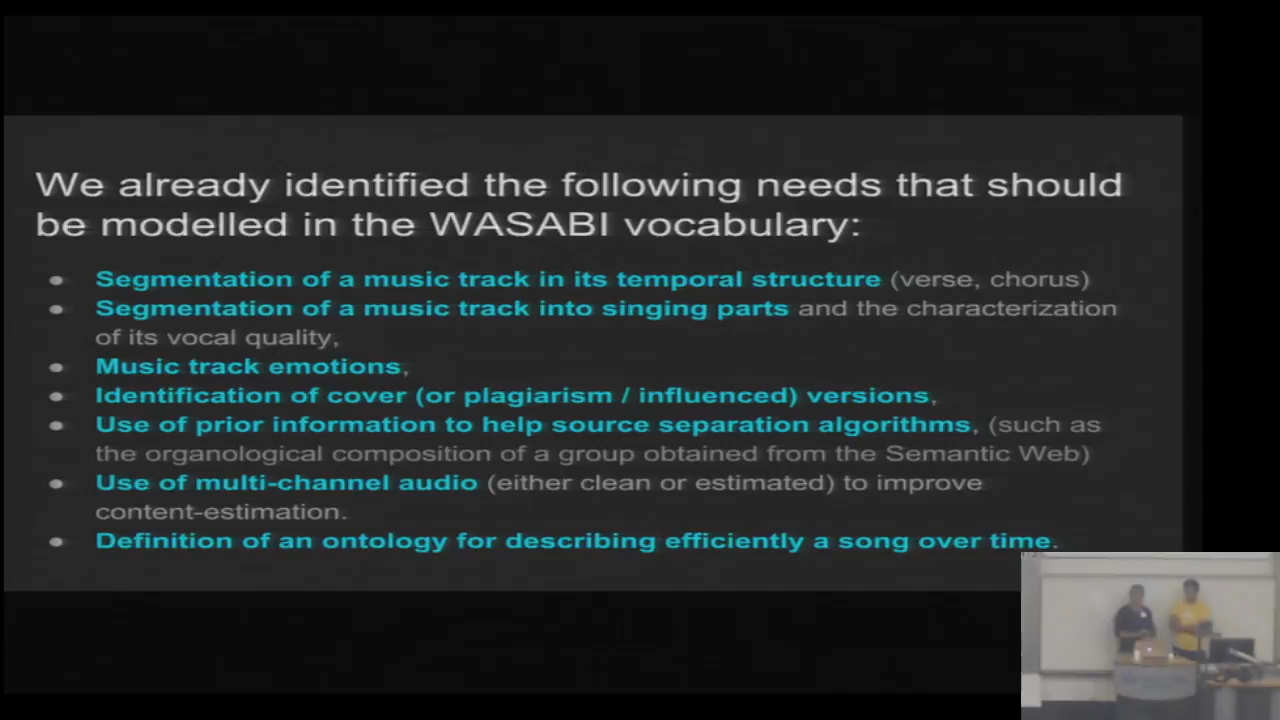 We already identified the following needs that should
be modelled in the WASABI vocabulary:
● Segmentation of a music track in its temporal structure (verse, chorus)
● Segmentation of a music track into singing parts and the characterization
of its vocal quality,
● Music track emotions,
● Identification of cover (or plagiarism / influenced) versions,
● Use of prior information to help source separation algorithms, (such as
the organological composition of a group obtained from the Semantic Web)
● Use of multi-channel audio (either clean or estimated) to improve
content-estimation.
● Definition of an ontology for describing efficiently a song over time.